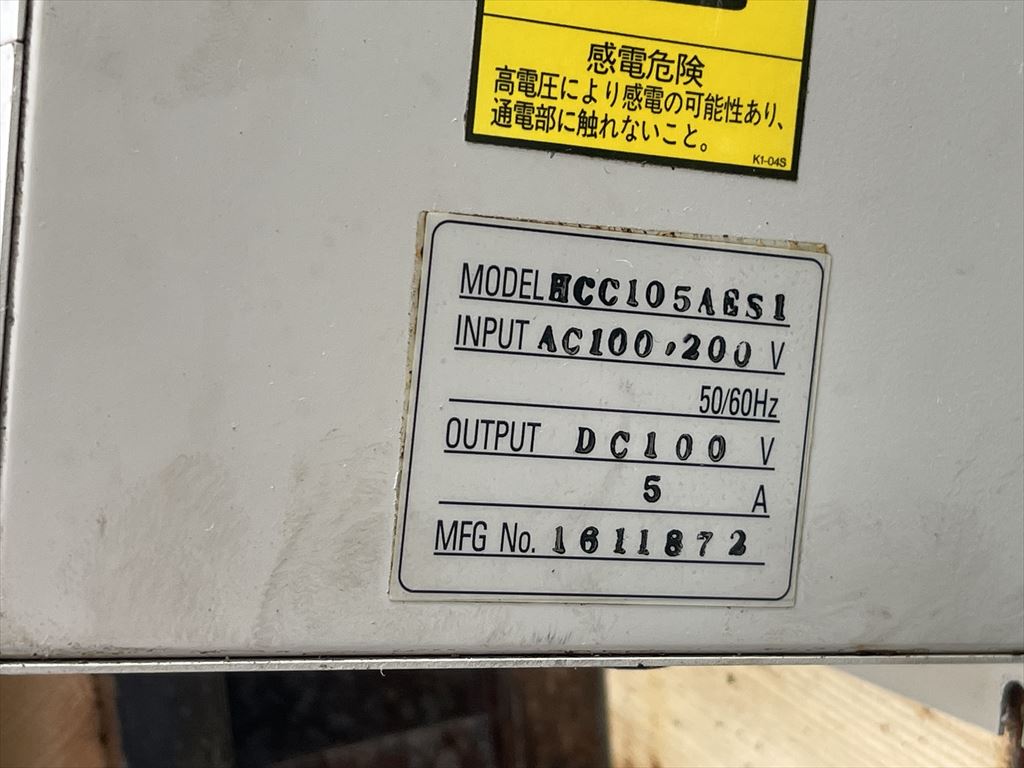 感電危険
高電圧により感電の可能性あり、
通電部に触れないこと。
K1-04S
MODEL HCC105AES1
INPUT AC100,200 V
50/60Hz
OUTPUT DC100 V
5 A
MFG No. 1611872